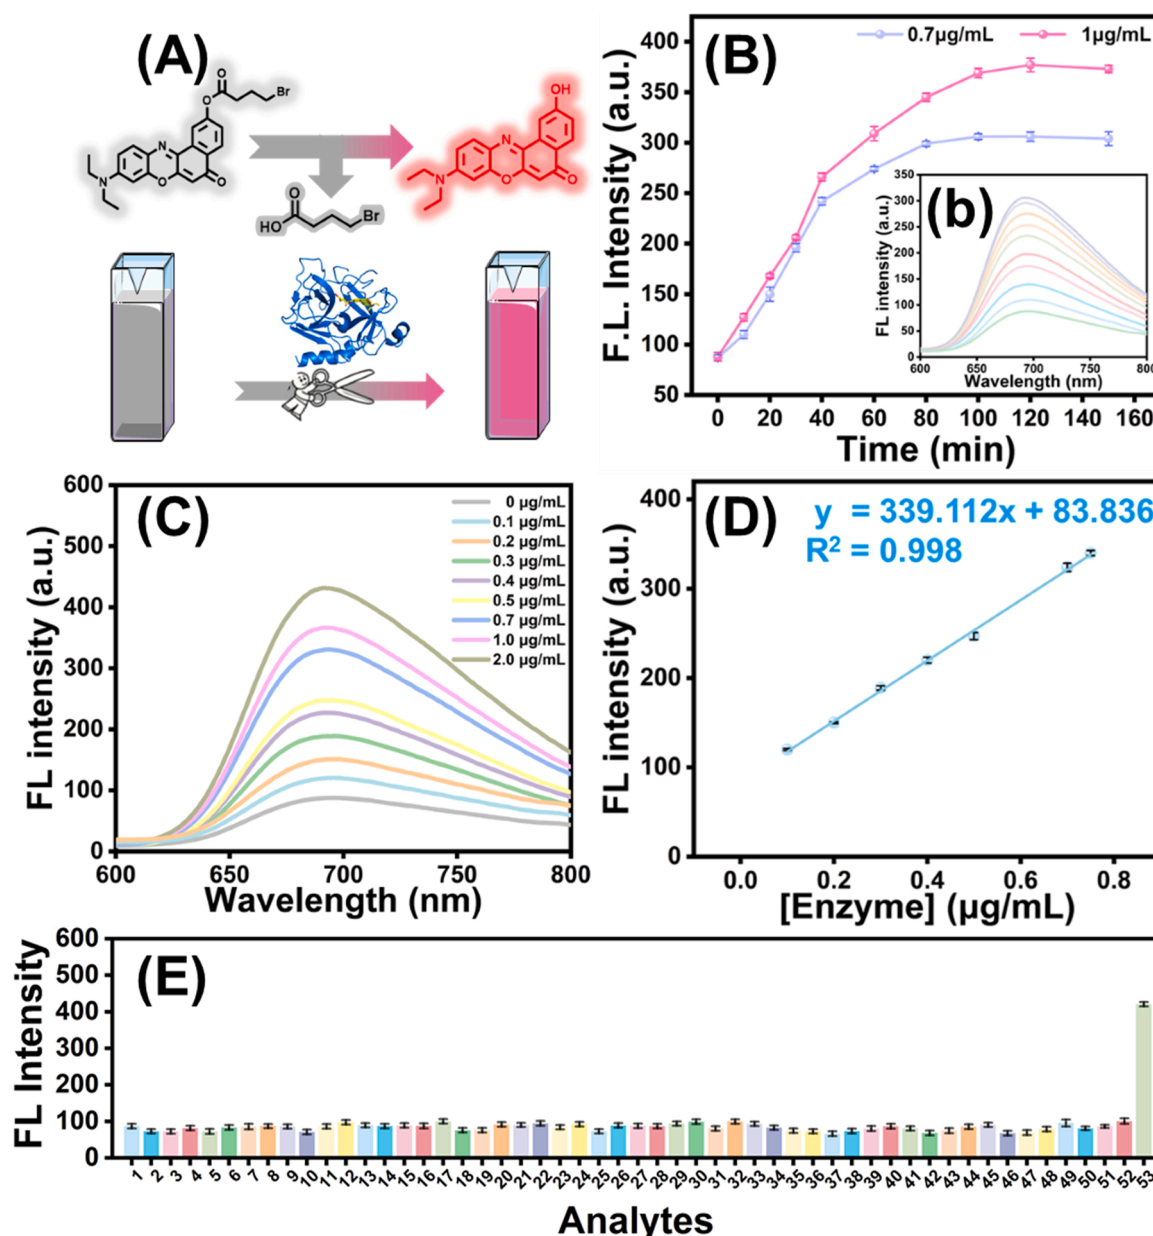 (A)
O
O
Br
N
N
O
O
OH
N
N
O
O
O
HO
Br
(B)
0.7µg/mL
1µg/mL
F.L. Intensity (a.u.)
400
350
300
250
200
150
100
50
0 20 40 60 80 100 120 140 160
Time (min)
(b)
FL intensity (a.u.)
350
300
250
200
150
100
50
0
600 650 700 750 800
Wavelength (nm)
(C)
FL intensity (a.u.)
600
500
400
300
200
100
0
0 µg/mL
0.1 µg/mL
0.2 µg/mL
0.3 µg/mL
0.4 µg/mL
0.5 µg/mL
0.7 µg/mL
1.0 µg/mL
2.0 µg/mL
600 650 700 750 800
Wavelength (nm)
(D)
y = 339.112x + 83.836
R² = 0.998
FL intensity (a.u.)
400
300
200
100
0
0.0 0.2 0.4 0.6 0.8
[Enzyme] (µg/mL)
(E)
FL Intensity
600
500
400
300
200
100
0
1 2 3 4 5 6 7 8 9 10 11 12 13 14 15 16 17 18 19 20 21 22 23 24 25 26 27 28 29 30 31 32 33 34 35 36 37 38 39 40 41 42 43 44 45 46 47 48 49 50 51 52 53
Analytes